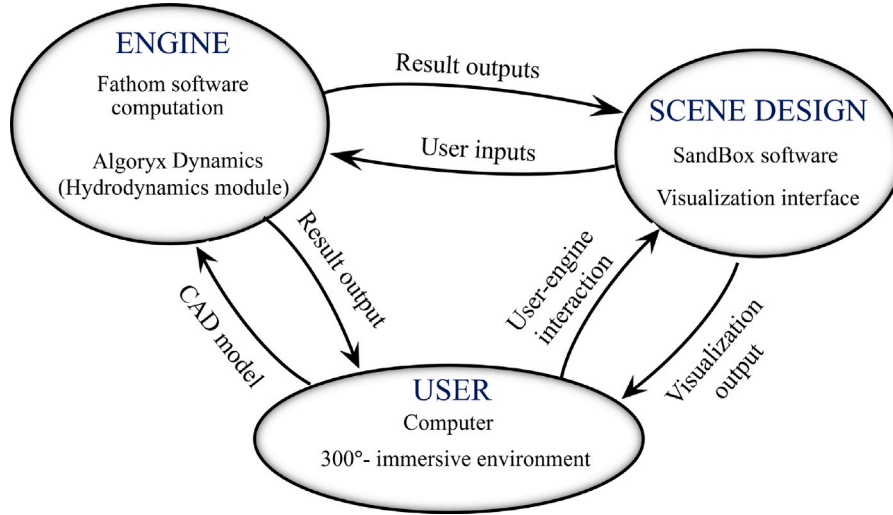 ENGINE
Fathom software
computation
Algoryx Dynamics
(Hydrodynamics module)
Result outputs
User inputs
SCENE DESIGN
SandBox software
Visualization interface
Result output
CAD model
User-engine
interaction
Visualization
output
USER
Computer
300°- immersive environment